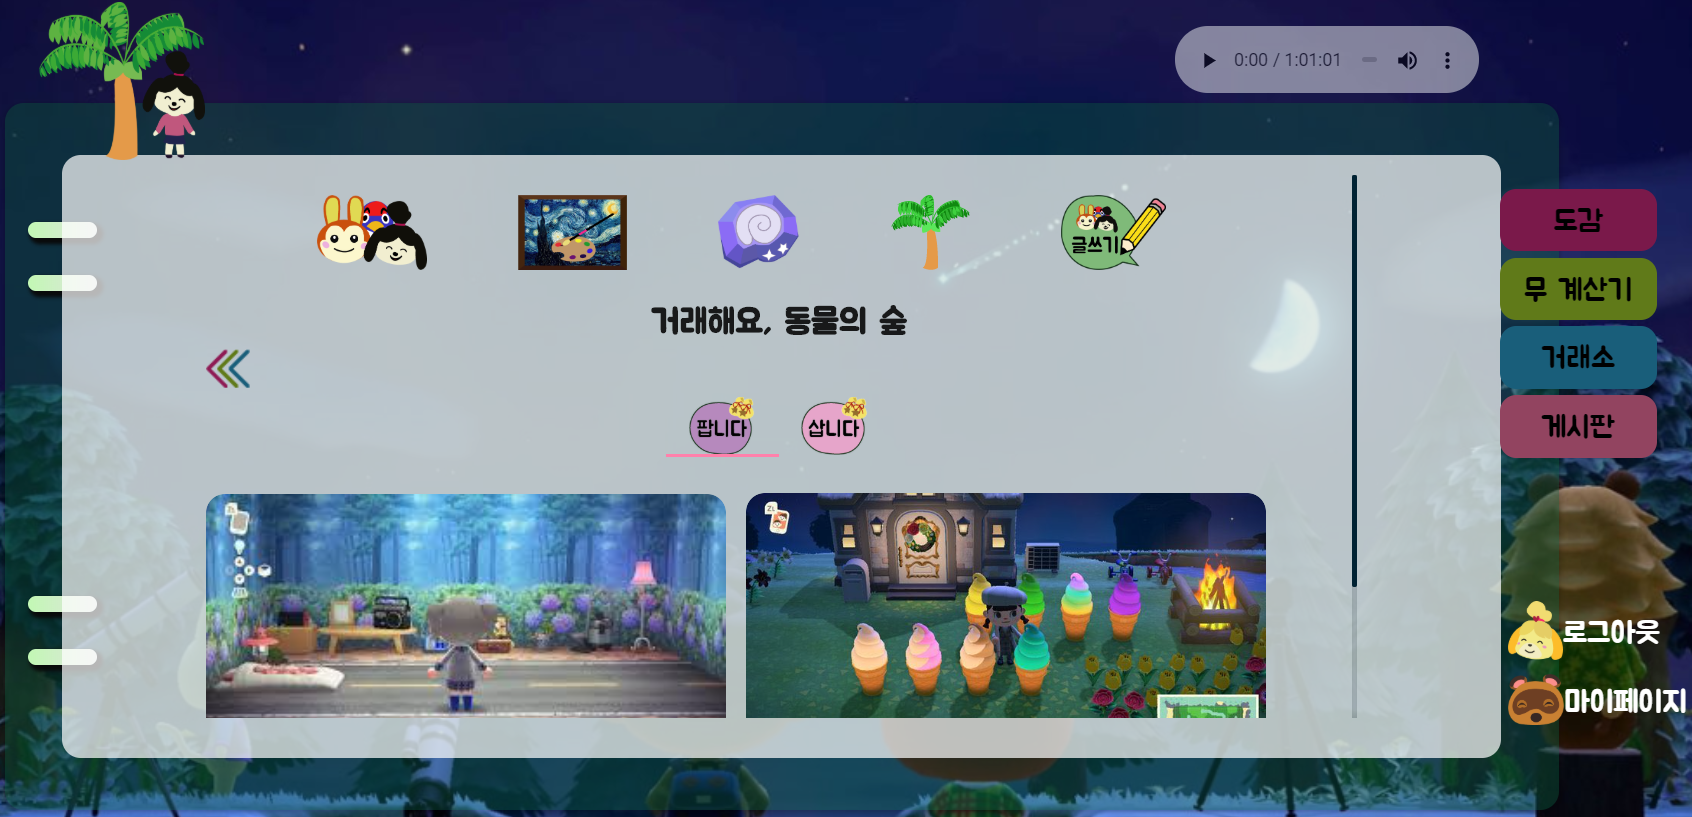 0:00 / 1:01:01
글쓰기
거래해요, 동물의 숲
팝니다
삽니다
ZL
ZL
도감
무 계산기
거래소
게시판
로그아웃
마이페이지